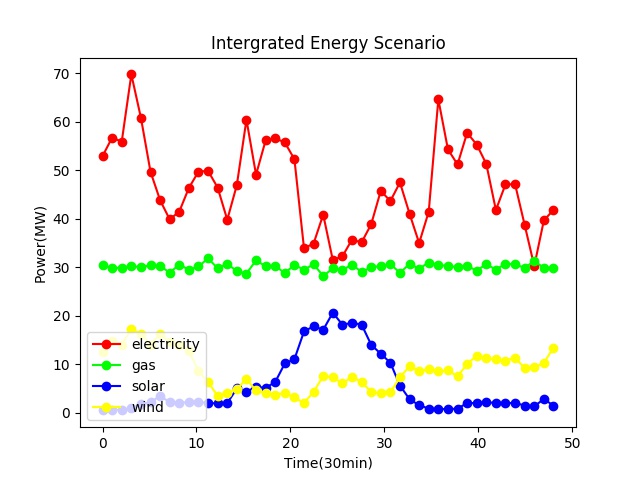 Intergrated Energy Scenario
Power(MW)
70
60
50
40
30
20
10
0
electricity
gas
solar
wind
0 10 20 30 40 50
Time(30min)